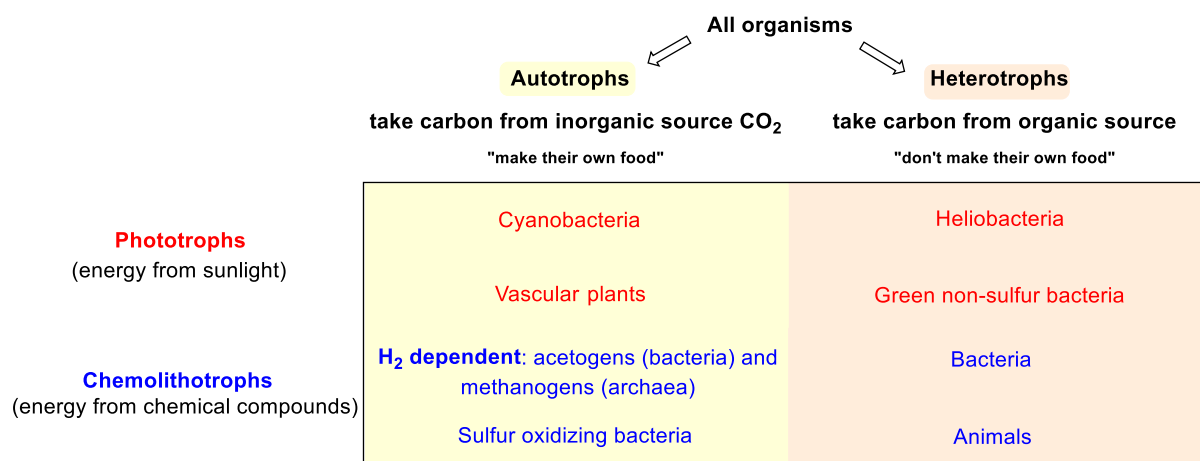 All organisms
Autotrophs
Heterotrophs
take carbon from inorganic source CO₂
take carbon from organic source
"make their own food"
"don't make their own food"
Cyanobacteria
Heliobacteria
Phototrophs
(energy from sunlight)
Vascular plants
Green non-sulfur bacteria
H₂ dependent: acetogens (bacteria) and
methanogens (archaea)
Bacteria
Chemolithotrophs
(energy from chemical compounds)
Sulfur oxidizing bacteria
Animals